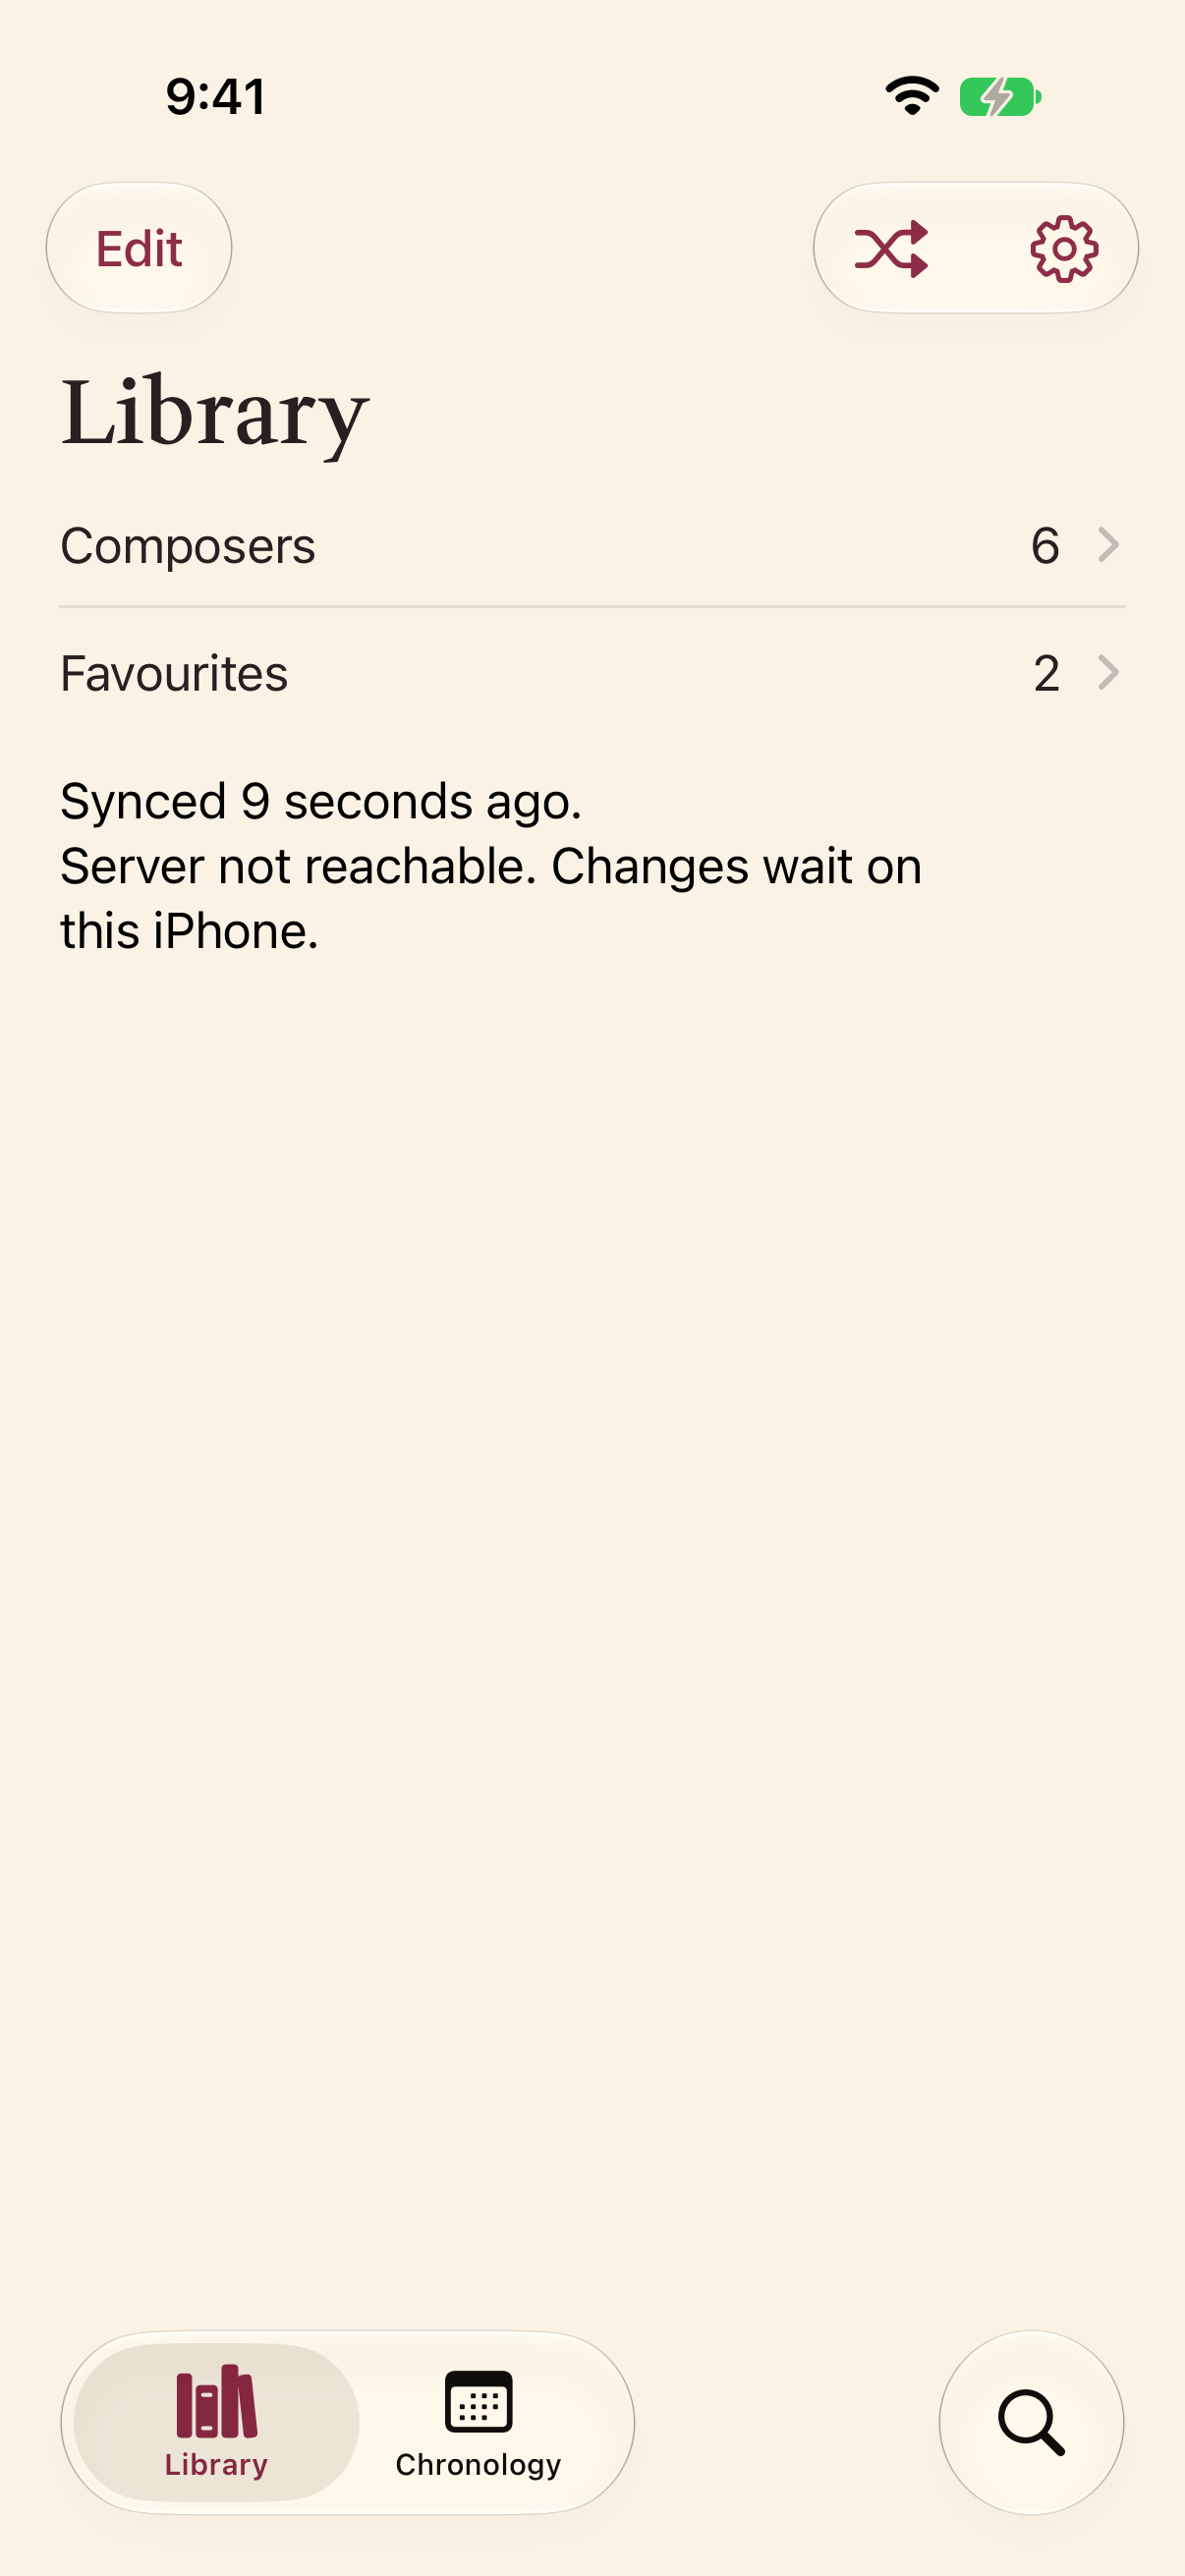 9:41
Edit
Library
Composers 6
Favourites 2
Synced 9 seconds ago.
Server not reachable. Changes wait on
this iPhone.
Library Chronology